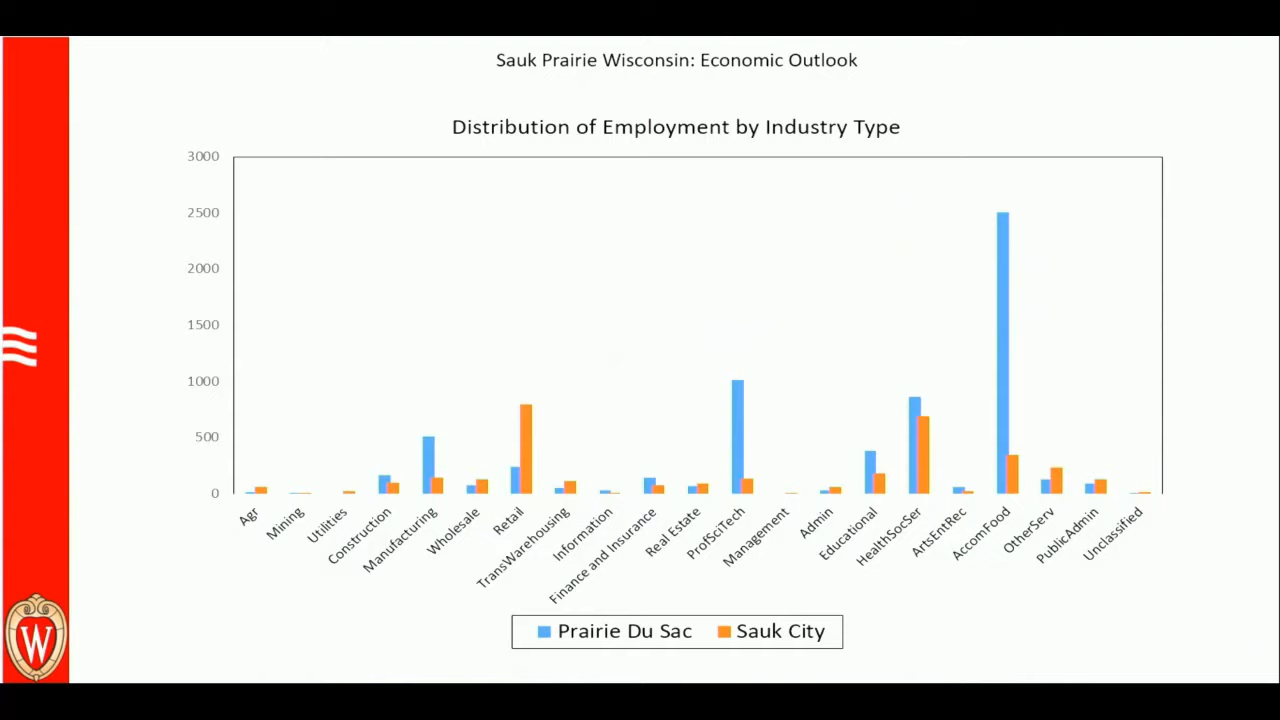 Sauk Prairie Wisconsin: Economic Outlook
Distribution of Employment by Industry Type
3000
2500
2000
1500
1000
500
0
Agr
Mining
Utilities
Construction
Manufacturing
Wholesale
Retail
TransWarehousing
Information
Finance and Insurance
Real Estate
ProfSciTech
Management
Admin
Educational
HealthSocSer
ArtsEntRec
AccomFood
OtherServ
PublicAdmin
Unclassified
Prairie Du Sac
Sauk City
W